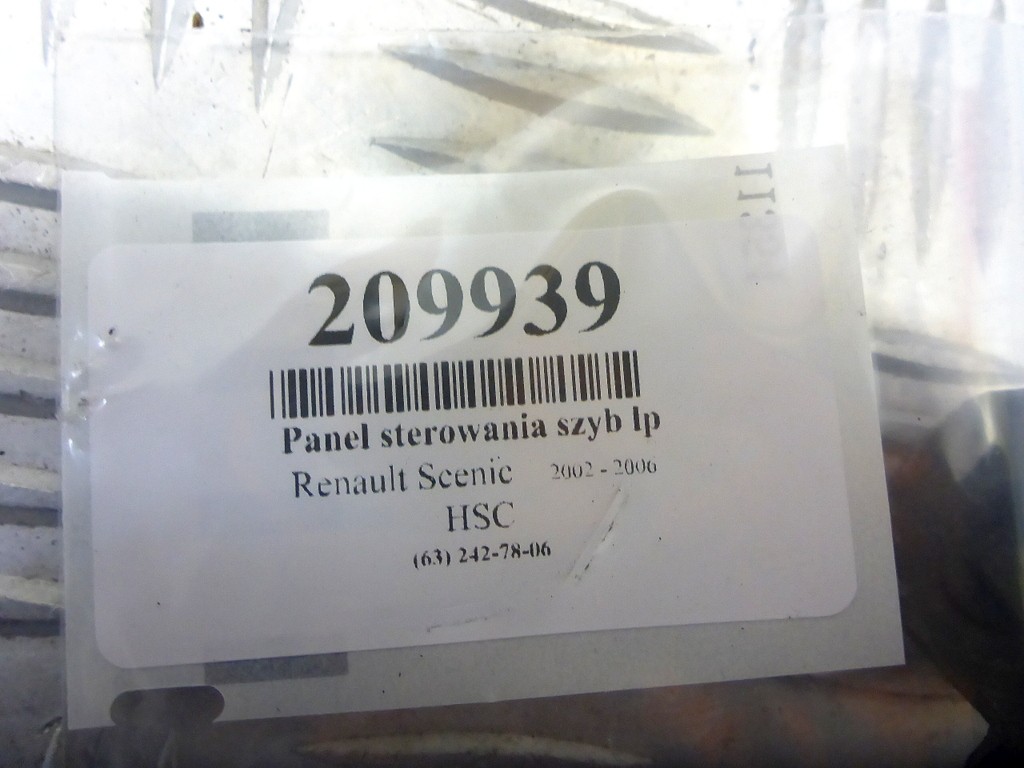 209939
Panel sterowania szyb lp
Renault Scenic 2002 - 2006
HSC
(63) 242-78-06